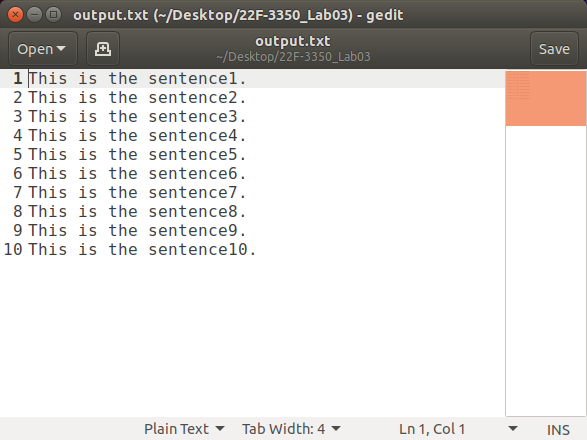 output.txt (~/Desktop/22F-3350_Lab03) - gedit
Open
output.txt
~/Desktop/22F-3350_Lab03
Save
1 This is the sentence1.
2 This is the sentence2.
3 This is the sentence3.
4 This is the sentence4.
5 This is the sentence5.
6 This is the sentence6.
7 This is the sentence7.
8 This is the sentence8.
9 This is the sentence9.
10 This is the sentence10.
Plain Text Tab Width: 4 Ln 1, Col 1 INS